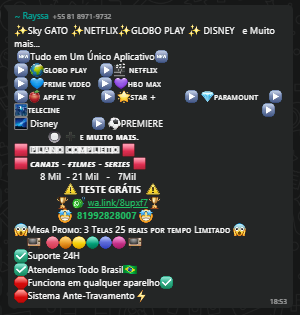 ~ Rayssa +55 81 8971-9732
✨Sky GATO ✨NETFLIX✨GLOBO PLAY ✨ DISNEY ⭐e Muito
mais...
🆕Tudo em Um Único Aplicativo🆕
▶️🌍GLOBO PLAY ▶️🎬 NETFLIX
▶️💙PRIME VIDEO ▶️💜HBO MAX
▶️🍎 APPLE TV ▶️🌟STAR + ▶️💎PARAMOUNT ▶️
🌃TELECINE ▶️
🌌 Disney ▶️ ⚽PREMIERE
⚪ ➕ E MUITO MAIS.
🟥 🅿🅻🅰🅽🅾 🅲🅾🅼🅿🅻🅴🆃🅾 🟥
🟥 CANAIS - FILMES - SERIES 🟥
8 Mil - 21 Mil - 7Mil
⚠️ TESTE GRÁTIS ⚠️
🏆 wa.link/8upxf7🏆
🤩 81992828007 🤩
😱Mega Promo: 3 Telas 25 reais por tempo Limitado 😱
✅Suporte 24H
✅Atendemos Todo Brasil🇧🇷
🔴Funciona em qualquer aparelho✅
🔴Sistema Ante-Travamento⚡
18:53